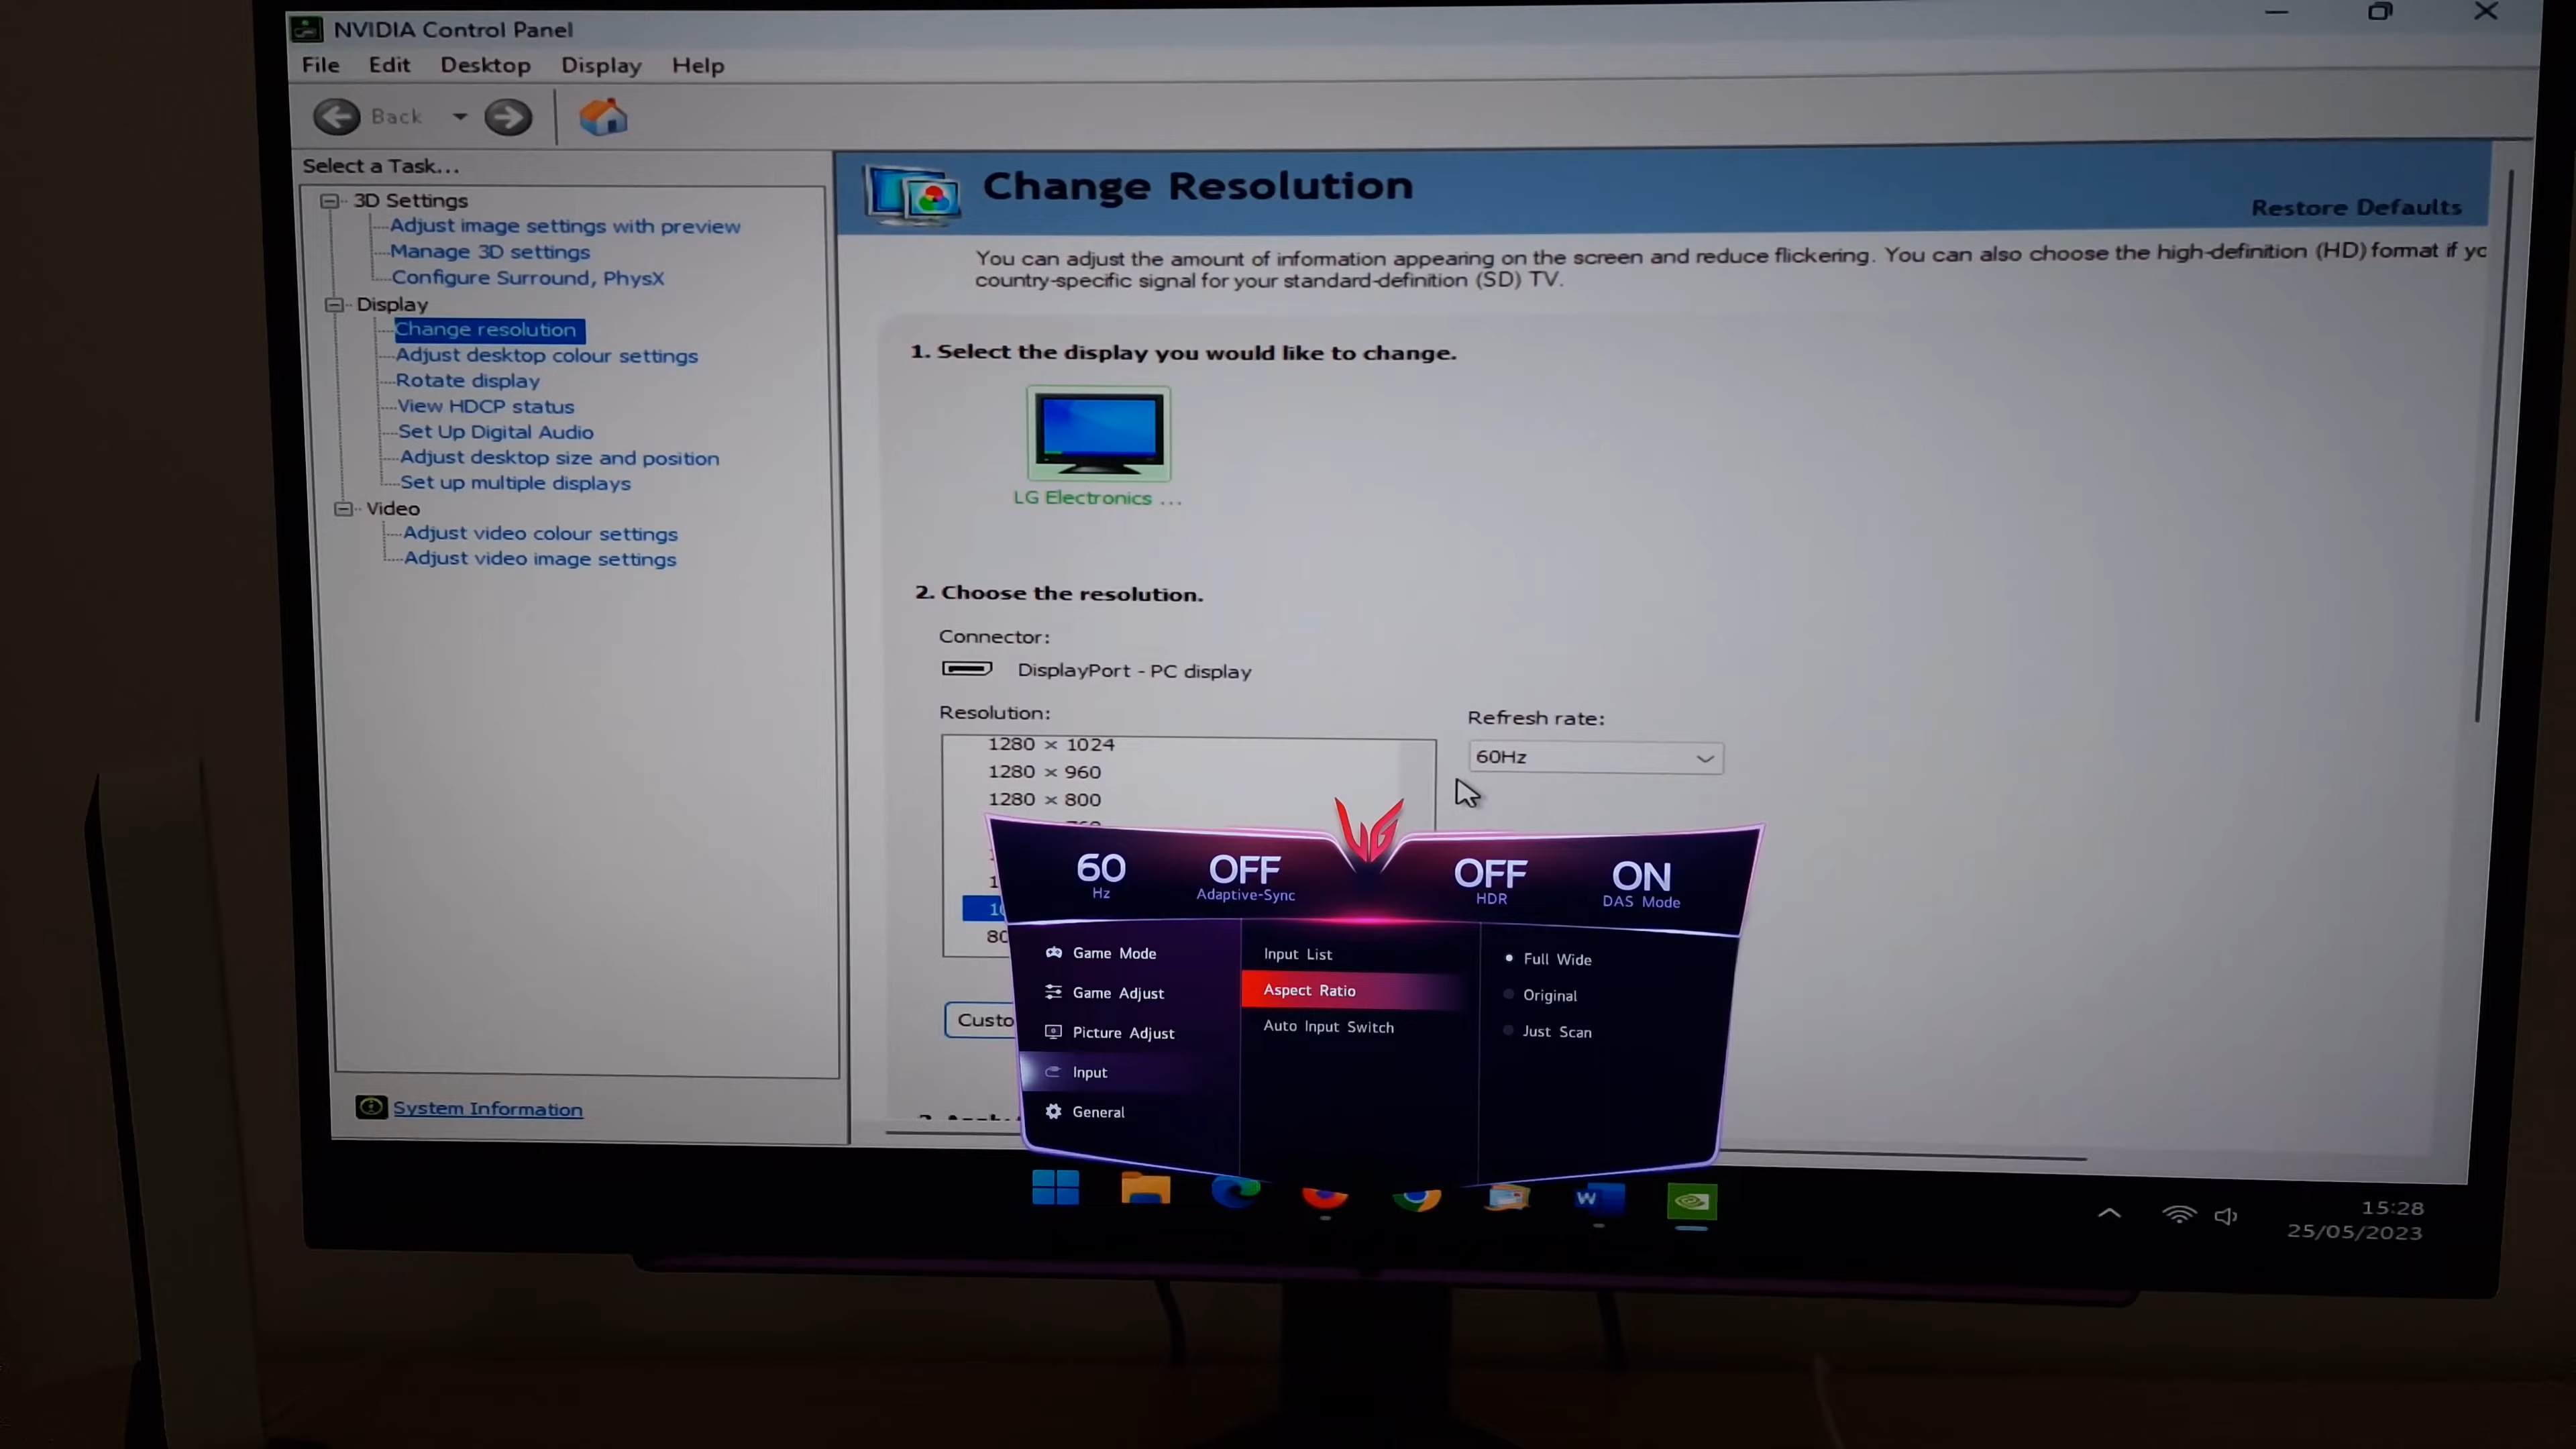 NVIDIA Control Panel
File Edit Desktop Display Help
Back
Select a Task...
3D Settings
Adjust image settings with preview
Manage 3D settings
Configure Surround, PhysX
Display
Change resolution
Adjust desktop colour settings
Rotate display
View HDCP status
Set Up Digital Audio
Adjust desktop size and position
Set up multiple displays
Video
Adjust video colour settings
Adjust video image settings
System Information
Change Resolution
Restore Defaults
You can adjust the amount of information appearing on the screen and reduce flickering. You can also choose the high-definition (HD) format if yo
country-specific signal for your standard-definition (SD) TV.
1. Select the display you would like to change.
LG Electronics ...
2. Choose the resolution.
Connector:
DisplayPort - PC display
Resolution:
Refresh rate:
1280 × 1024
60Hz
1280 × 960
1280 × 800
Custo
60 Hz
OFF Adaptive-Sync
OFF HDR
ON DAS Mode
Game Mode
Game Adjust
Picture Adjust
Input
General
Input List
Aspect Ratio
Auto Input Switch
Full Wide
Original
Just Scan
W
15:28
25/05/2023